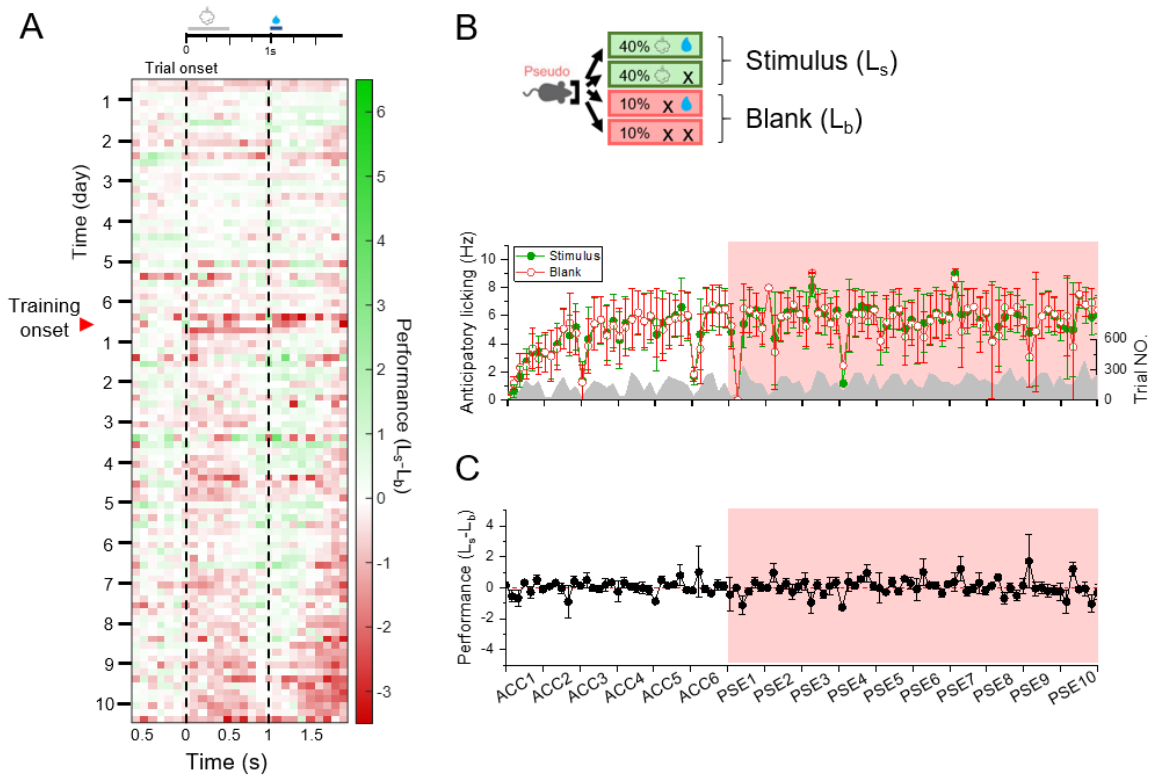 A
0
1s
Trial onset
Time (day)
1
2
3
4
5
6
1
2
3
4
5
6
7
8
9
10
Training
onset
0.5
0
0
1
1.5
Time (s)
6
5
4
3
2
1
0
-1
-2
-3
Performance (Ls-Lb)
B
Pseudo
40%
40% X
10% X
10% X X
Stimulus (Ls)
Blank (Lb)
Anticipatory licking (Hz)
10
8
6
4
2
0
Stimulus
Blank
600
300
0
Trial NO.
C
Performance (Ls-Lb)
4
2
0
-2
-4
ACC1 ACC2 ACC3 ACC4 ACC5 ACC6 PSE1 PSE2 PSE3 PSE4 PSE5 PSE6 PSE7 PSE8 PSE9 PSE10